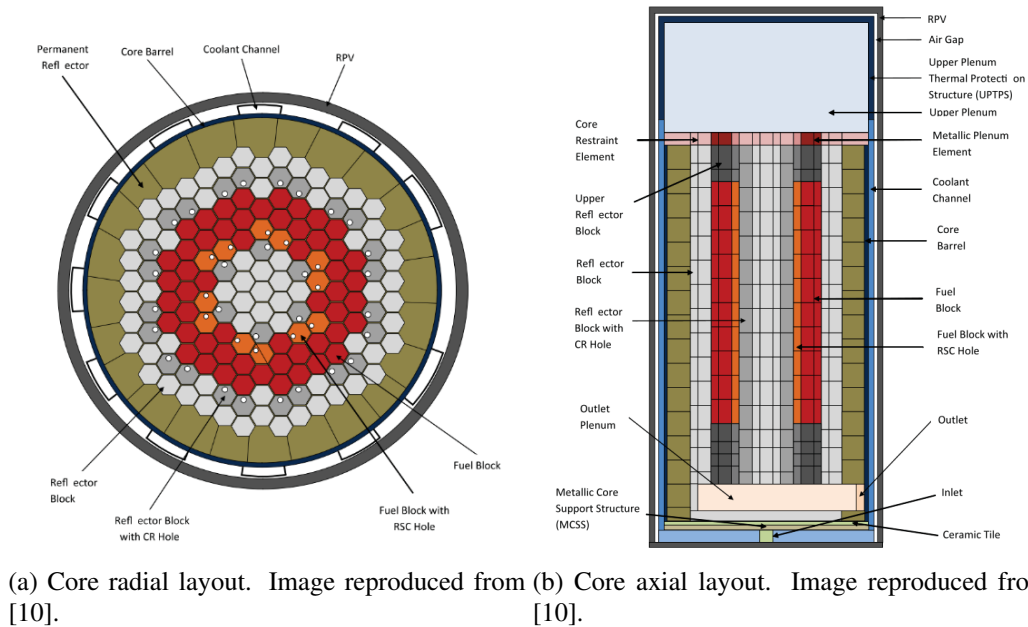 Permanent
Refl ector
Core Barrel
Coolant Channel
RPV
Refl ector
Block
Refl ector Block
with CR Hole
Fuel Block with
RSC Hole
Fuel Block
(a) Core radial layout. Image reproduced from
[10].
Core
Restraint
Element
Upper
Refl ector
Block
Refl ector
Block
Refl ector
Block with
CR Hole
Outlet
Plenum
Metallic Core
Support Structure
(MCSS)
RPV
Air Gap
Upper Plenum
Thermal Protecti on
Structure (UPTPS)
Upper Plenum
Metallic Plenum
Element
Coolant
Channel
Core
Barrel
Fuel
Block
Fuel Block with
RSC Hole
Outlet
Inlet
Ceramic Tile
(b) Core axial layout. Image reproduced fro
[10].